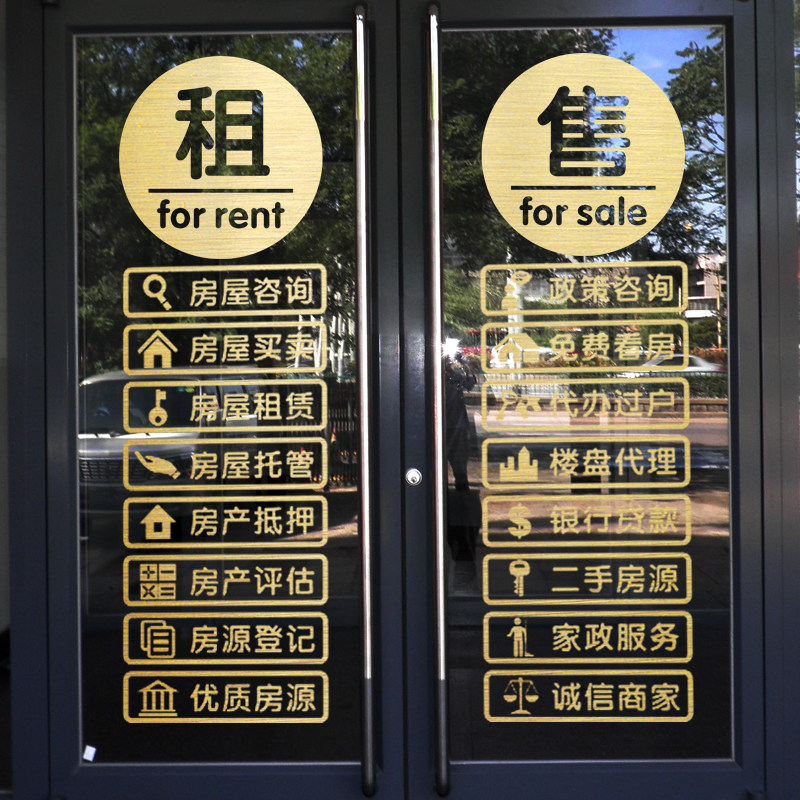 租
for rent
房屋咨询
房屋买卖
房屋租赁
房屋托管
房产抵押
房产评估
房源登记
优质房源
售
for sale
政策咨询
免费看房
代办过户
楼盘代理
银行贷款
二手房源
家政服务
诚信商家